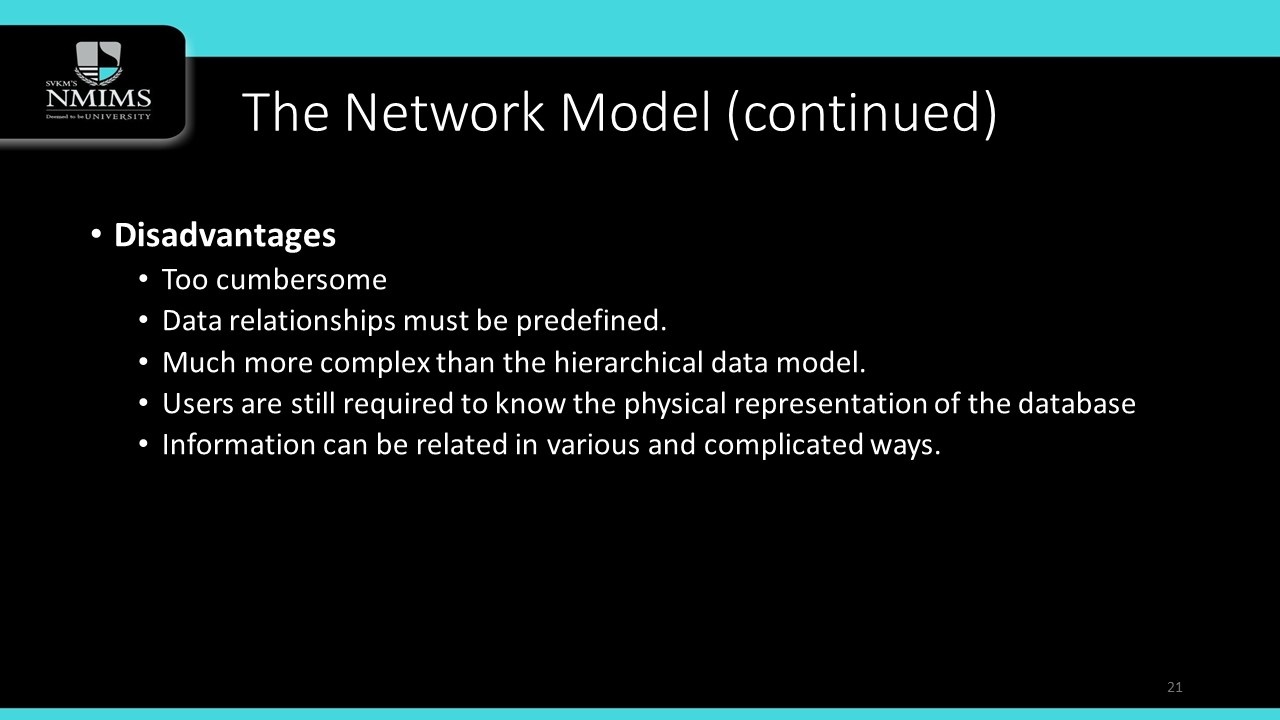 SVKM'S
NMIMS
Deemed to be UNIVERSITY
The Network Model (continued)
• Disadvantages
• Too cumbersome
• Data relationships must be predefined.
• Much more complex than the hierarchical data model.
• Users are still required to know the physical representation of the database
• Information can be related in various and complicated ways.
21